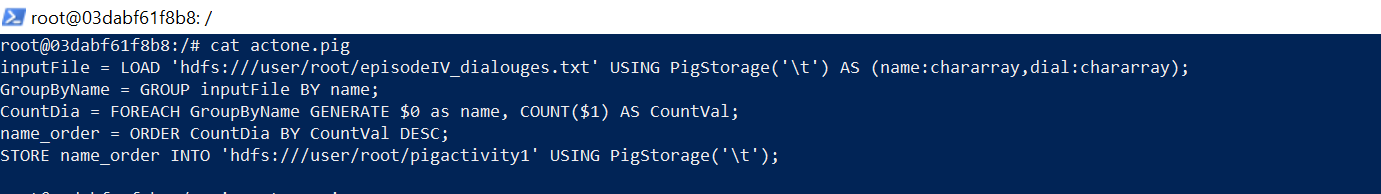 root@03dabf61f8b8: /
root@03dabf61f8b8:/# cat actone.pig
inputFile = LOAD 'hdfs:///user/root/episodeIV_dialouges.txt' USING PigStorage('\t') AS (name:chararray,dial:chararray);
GroupByName = GROUP inputFile BY name;
CountDia = FOREACH GroupByName GENERATE $0 as name, COUNT($1) AS CountVal;
name_order = ORDER CountDia BY CountVal DESC;
STORE name_order INTO 'hdfs:///user/root/pigactivity1' USING PigStorage('\t');